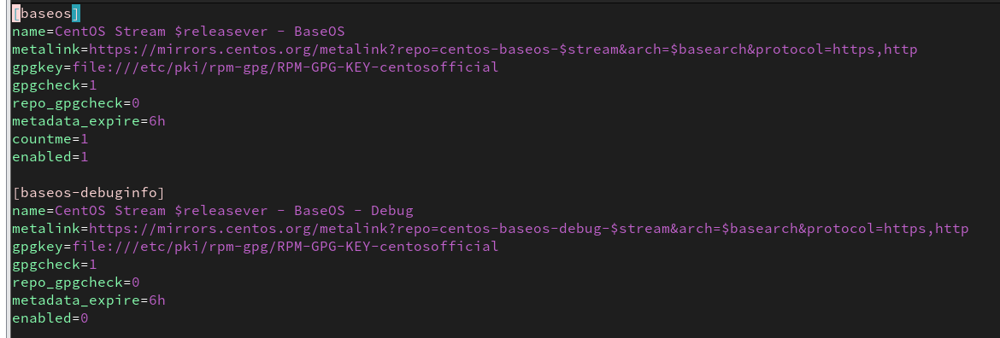 [baseos]
name=CentOS Stream $releasever - BaseOS
metalink=https://mirrors.centos.org/metalink?repo=centos-baseos-$stream&arch=$basearch&protocol=https,http
gpgkey=file:///etc/pki/rpm-gpg/RPM-GPG-KEY-centosofficial
gpgcheck=1
repo_gpgcheck=0
metadata_expire=6h
countme=1
enabled=1

[baseos-debuginfo]
name=CentOS Stream $releasever - BaseOS - Debug
metalink=https://mirrors.centos.org/metalink?repo=centos-baseos-debug-$stream&arch=$basearch&protocol=https,http
gpgkey=file:///etc/pki/rpm-gpg/RPM-GPG-KEY-centosofficial
gpgcheck=1
repo_gpgcheck=0
metadata_expire=6h
enabled=0